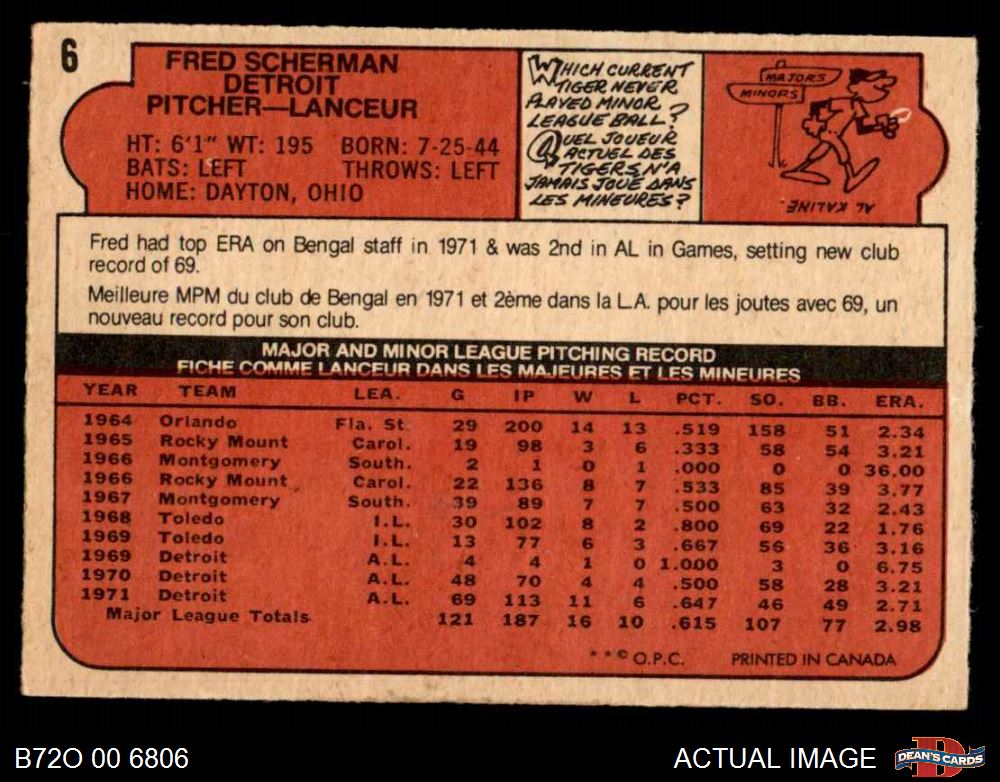 6
FRED SCHERMAN
DETROIT
PITCHER—LANCEUR
HT: 6'1" WT: 195 BORN: 7-25-44
BATS: LEFT THROWS: LEFT
HOME: DAYTON, OHIO
WHICH CURRENT
TIGER NEVER
PLAYED MINOR
LEAGUE BALL?
QUEL JOUEUR
ACTUEL DES
TIGERS N'A
JAMAIS JOUÉ DANS
LES MINEURES?
MAJORS
MINORS
AL KALINE.
Fred had top ERA on Bengal staff in 1971 & was 2nd in AL in Games, setting new club
record of 69.
Meilleure MPM du club de Bengal en 1971 et 2ème dans la L.A. pour les joutes avec 69, un
nouveau record pour son club.
MAJOR AND MINOR LEAGUE PITCHING RECORD
FICHE COMME LANCEUR DANS LES MAJEURES ET LES MINEURES
YEAR TEAM LEA. G IP W L PCT. SO. BB. ERA.
1964 Orlando Fla. St. 29 200 14 13 .519 158 51 2.34
1965 Rocky Mount Carol. 19 98 3 6 .333 58 54 3.21
1966 Montgomery South. 2 1 0 1 .000 0 0 36.00
1966 Rocky Mount Carol. 22 136 8 7 .533 85 39 3.77
1967 Montgomery South. 39 89 7 7 .500 63 32 2.43
1968 Toledo I.L. 30 102 8 2 .800 69 22 1.76
1969 Toledo I.L. 13 77 6 3 .667 56 36 3.16
1969 Detroit A.L. 4 4 1 0 1.000 3 0 6.75
1970 Detroit A.L. 48 70 4 4 .500 58 28 3.21
1971 Detroit A.L. 69 113 11 6 .647 46 49 2.71
Major League Totals 121 187 16 10 .615 107 77 2.98
**© O.P.C. PRINTED IN CANADA
B72O 00 6806
ACTUAL IMAGE
D
DEAN'S CARDS